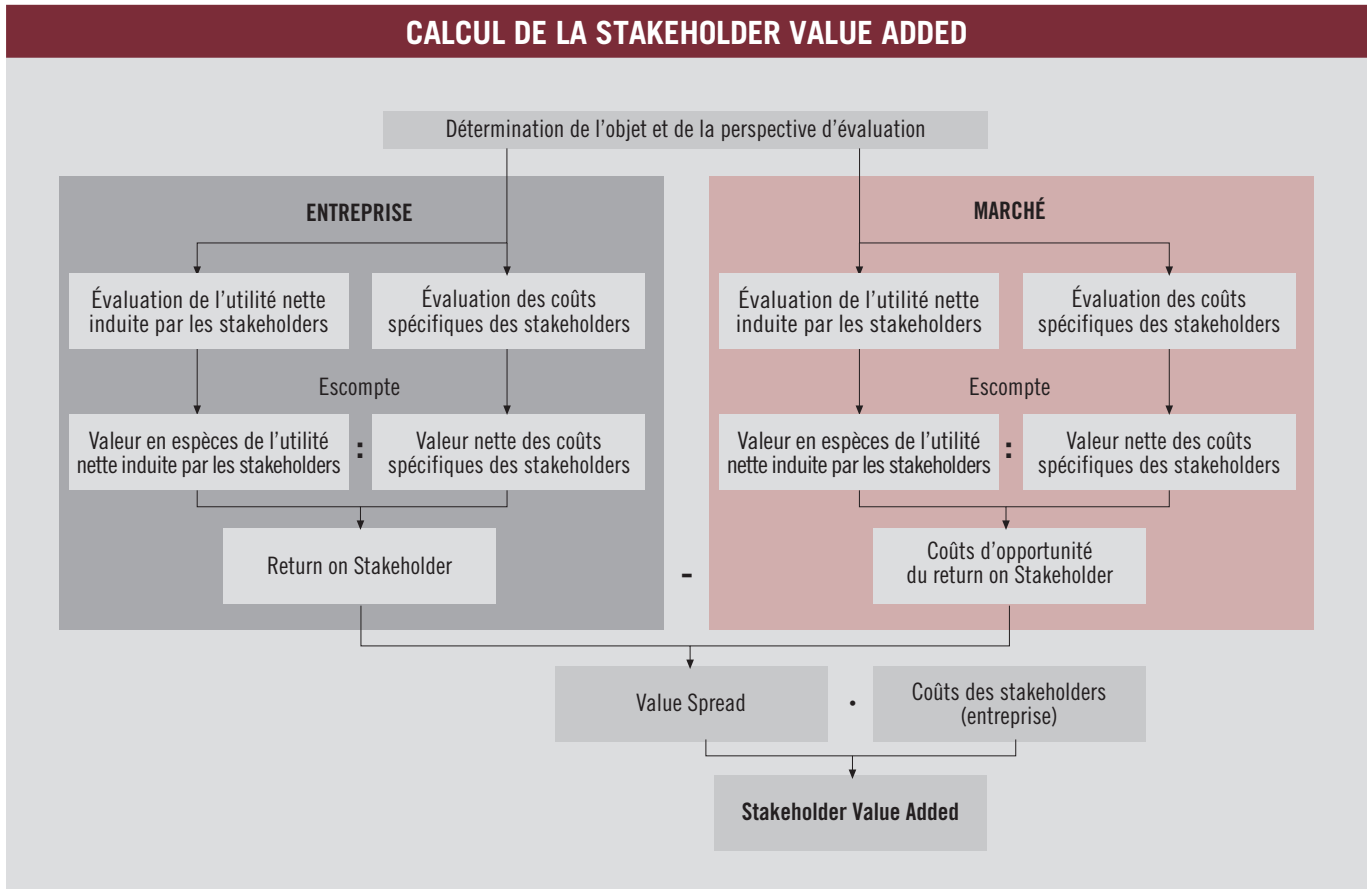 CALCUL DE LA STAKEHOLDER VALUE ADDED
Détermination de l'objet et de la perspective d'évaluation
ENTREPRISE
Évaluation de l'utilité nette
induite par les stakeholders
Évaluation des coûts
spécifiques des stakeholders
Escompte
Valeur en espèces de l'utilité
nette induite par les stakeholders
:
Valeur nette des coûts
spécifiques des stakeholders
Return on Stakeholder
-
MARCHÉ
Évaluation de l'utilité nette
induite par les stakeholders
Évaluation des coûts
spécifiques des stakeholders
Escompte
Valeur en espèces de l'utilité
nette induite par les stakeholders
:
Valeur nette des coûts
spécifiques des stakeholders
Coûts d'opportunité
du return on Stakeholder
Value Spread
·
Coûts des stakeholders
(entreprise)
Stakeholder Value Added